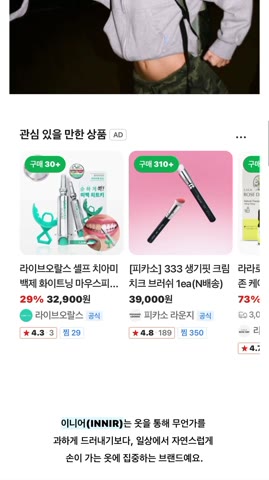 관심 있을 만한 상품 AD
구매 30+
구매 310+
라이브오랄스 셀프 치아미
백제 화이트닝 마우스피...
29% 32,900원
라이브오랄스 공식
★4.3 3 찜 29
[피카소] 333 생기핏 크림
치크 브러쉬 1ea(N배송)
39,000원
피카소 라운지 공식
★4.8 189 찜 350
라라로
존 케
73%
3,0
라
★4.7
이니어(INNIR)는 옷을 통해 무언가를
과하게 드러내기보다, 일상에서 자연스럽게
손이 가는 옷에 집중하는 브랜드예요.